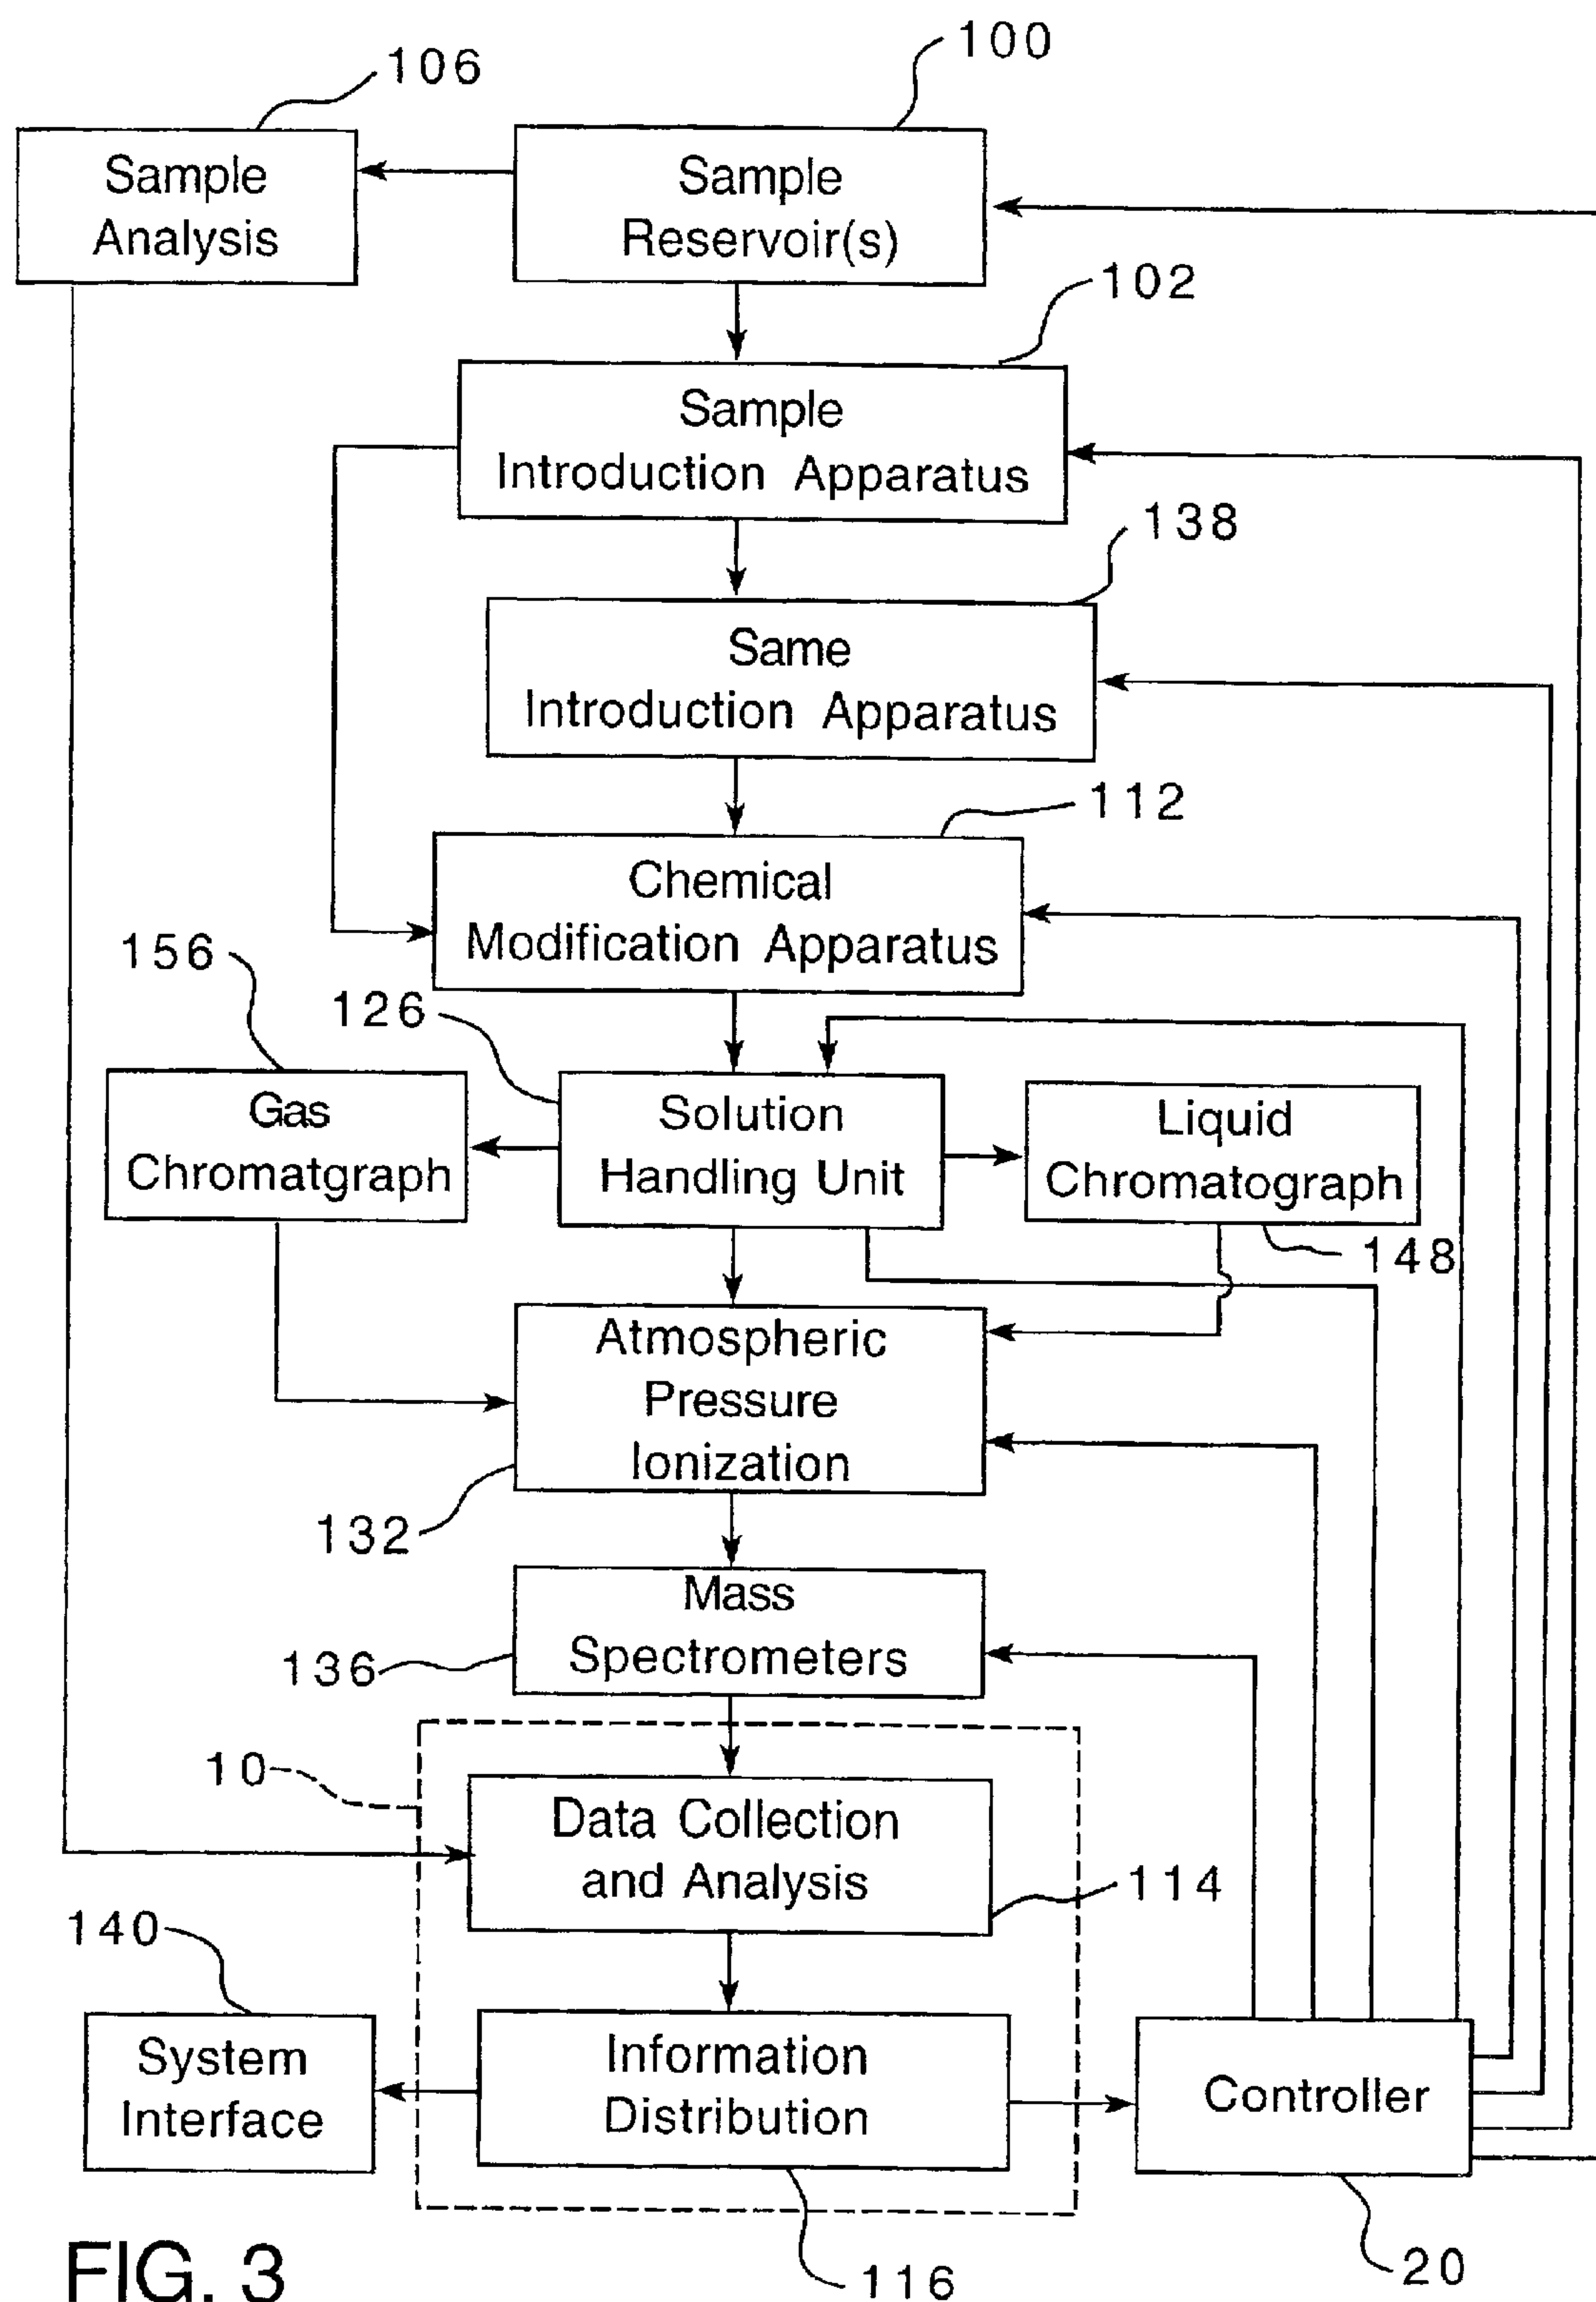 106
100
Sample
Analysis
Sample
Reservoir(s)
102
Sample
Introduction Apparatus
138
Same
Introduction Apparatus
112
Chemical
Modification Apparatus
156
126
Gas
Chromatgraph
Solution
Handling Unit
Liquid
Chromatograph
148
Atmospheric
Pressure
Ionization
132
Mass
Spectrometers
136
10
Data Collection
and Analysis
114
140
System
Interface
Information
Distribution
Controller
116
20
FIG. 3